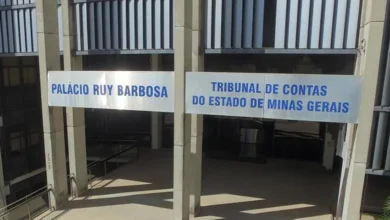 PALÁCIO RUY BARBOSA
TRIBUNAL DE CONTAS
DO ESTADO DE MINAS GERAIS